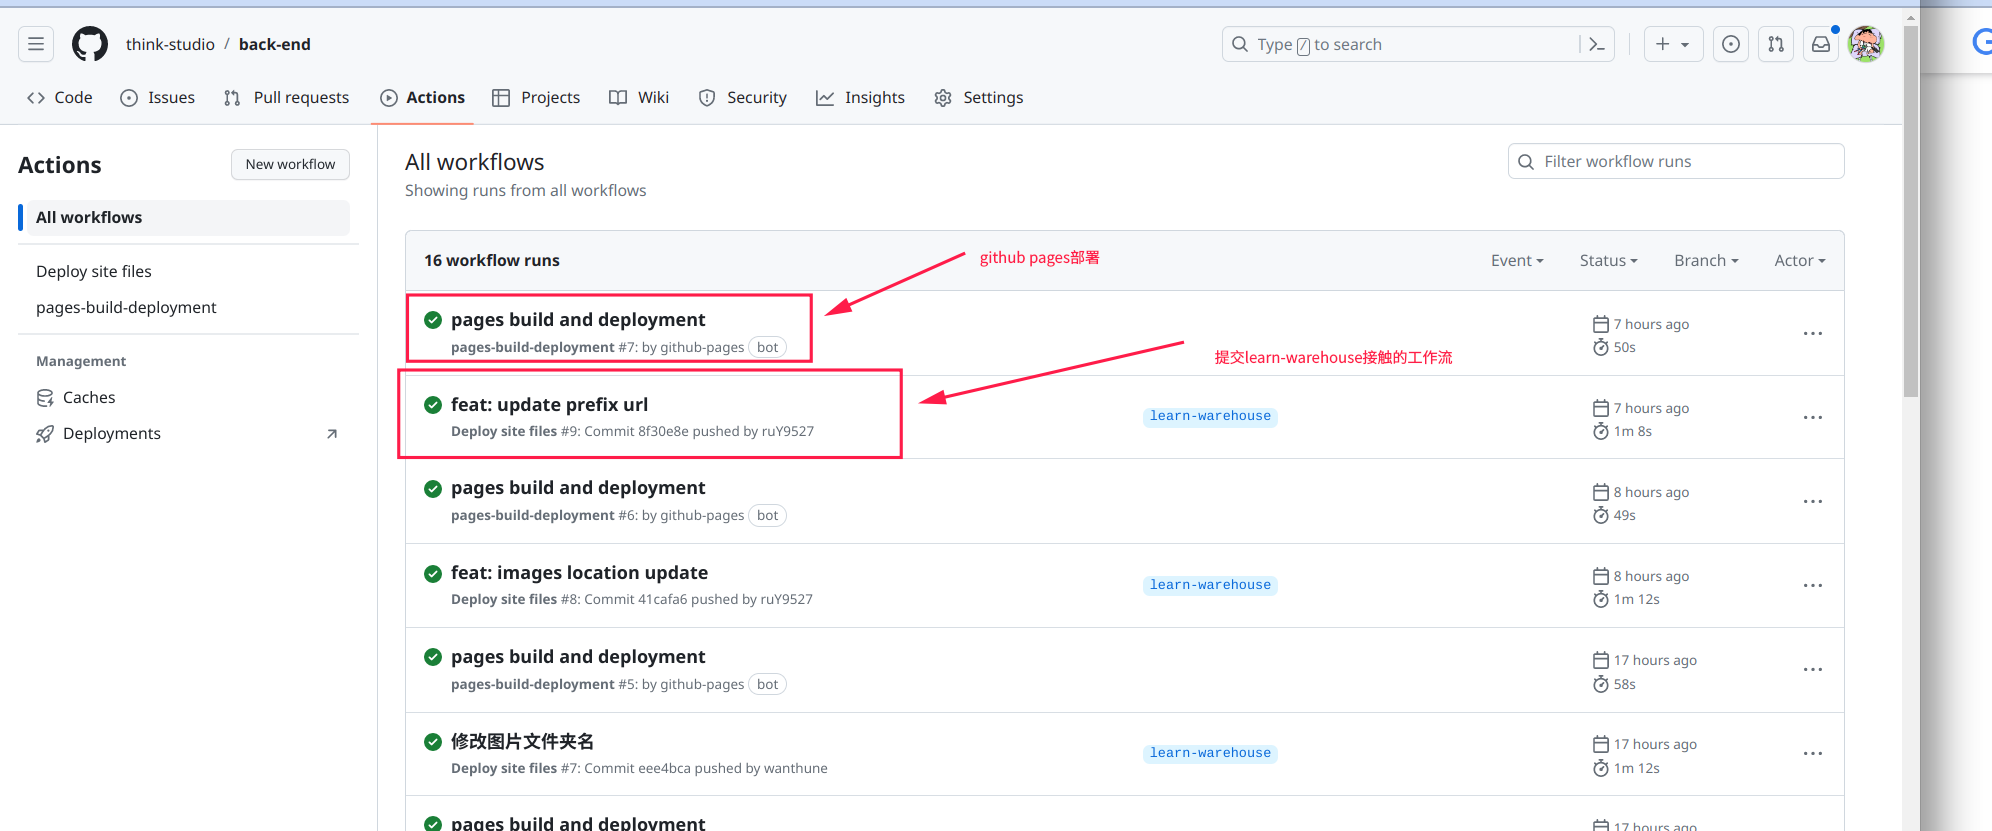 think-studio / back-end
Type / to search
Code
Issues
Pull requests
Actions
Projects
Wiki
Security
Insights
Settings
Actions
New workflow
All workflows
Deploy site files
pages-build-deployment
Management
Caches
Deployments
All workflows
Showing runs from all workflows
Filter workflow runs
16 workflow runs
github pages部署
Event
Status
Branch
Actor
pages build and deployment
pages-build-deployment #7: by github-pages bot
7 hours ago
50s
提交learn-warehouse接触的工作流
feat: update prefix url
Deploy site files #9: Commit 8f30e8e pushed by ruY9527
learn-warehouse
7 hours ago
1m 8s
pages build and deployment
pages-build-deployment #6: by github-pages bot
8 hours ago
49s
feat: images location update
Deploy site files #8: Commit 41cafa6 pushed by ruY9527
learn-warehouse
8 hours ago
1m 12s
pages build and deployment
pages-build-deployment #5: by github-pages bot
17 hours ago
58s
修改图片文件夹名
Deploy site files #7: Commit eee4bca pushed by wanthune
learn-warehouse
17 hours ago
1m 12s
pages build and deployment
17 hours ago